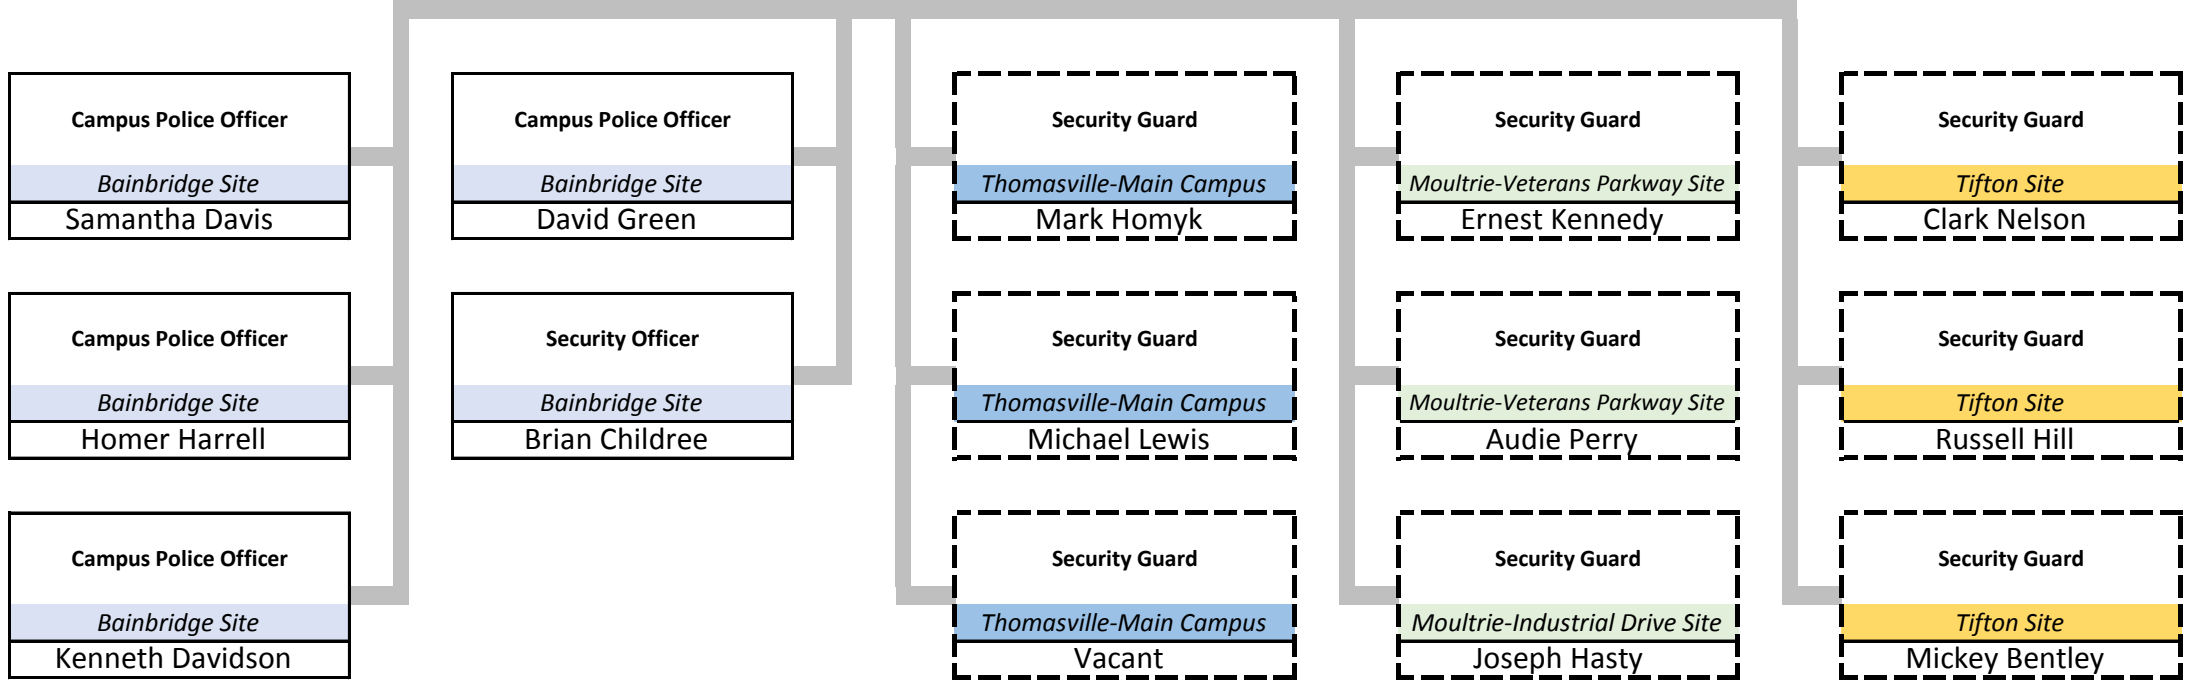 Campus Police Officer
Bainbridge Site
Samantha Davis
Campus Police Officer
Bainbridge Site
David Green
Security Guard
Thomasville-Main Campus
Mark Homyk
Security Guard
Moultrie-Veterans Parkway Site
Ernest Kennedy
Security Guard
Tifton Site
Clark Nelson
Campus Police Officer
Bainbridge Site
Homer Harrell
Security Officer
Bainbridge Site
Brian Childree
Security Guard
Thomasville-Main Campus
Michael Lewis
Security Guard
Moultrie-Veterans Parkway Site
Audie Perry
Security Guard
Tifton Site
Russell Hill
Campus Police Officer
Bainbridge Site
Kenneth Davidson
Security Guard
Thomasville-Main Campus
Vacant
Security Guard
Moultrie-Industrial Drive Site
Joseph Hasty
Security Guard
Tifton Site
Mickey Bentley